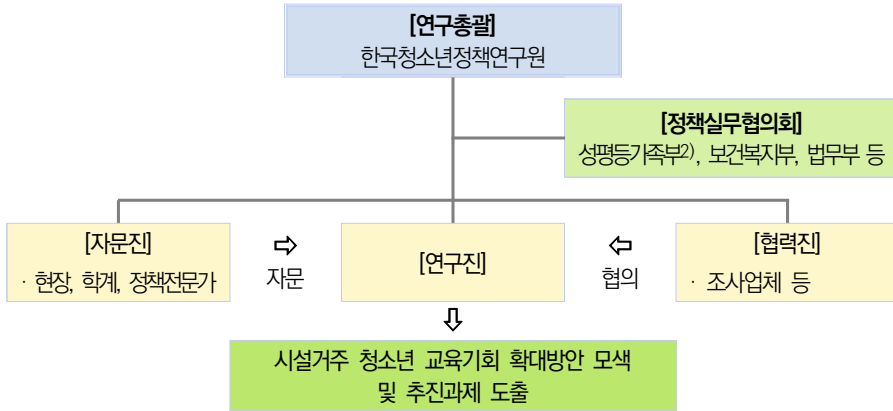 [연구총괄]
한국청소년정책연구원
[정책실무협의회]
성평등가족부2), 보건복지부, 법무부 등
[자문진]
· 현장, 학계, 정책전문가
자문
[연구진]
협의
[협력진]
· 조사업체 등
시설거주 청소년 교육기회 확대방안 모색
및 추진과제 도출